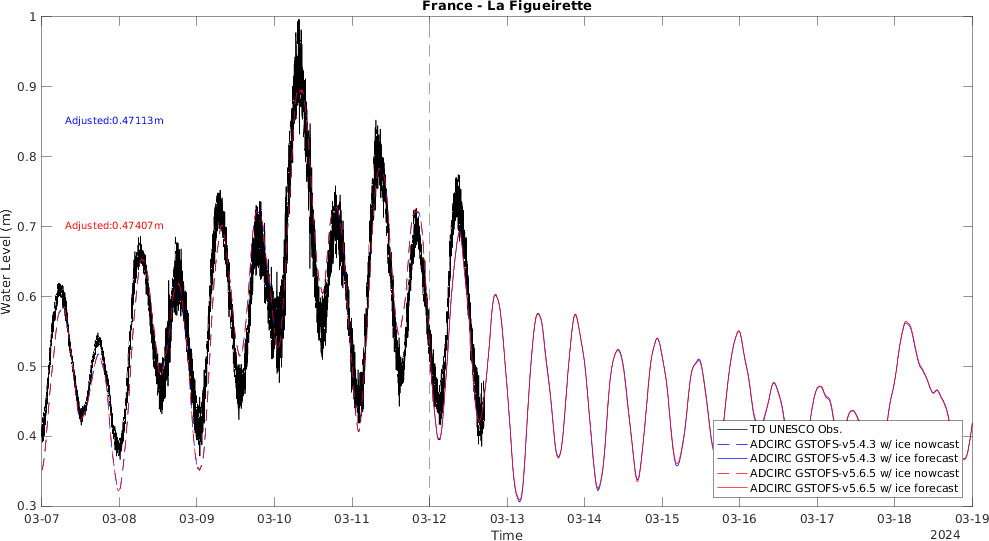 France - La Figueirette
Water Level (m)
1
0.9
0.8
0.7
0.6
0.5
0.4
0.3
Adjusted:0.47113m
Adjusted:0.47407m
TD UNESCO Obs.
ADCIRC GSTOFS-v5.4.3 w/ ice nowcast
ADCIRC GSTOFS-v5.4.3 w/ ice forecast
ADCIRC GSTOFS-v5.6.5 w/ ice nowcast
ADCIRC GSTOFS-v5.6.5 w/ ice forecast
03-07 03-08 03-09 03-10 03-11 03-12 03-13 03-14 03-15 03-16 03-17 03-18 03-19
Time
2024